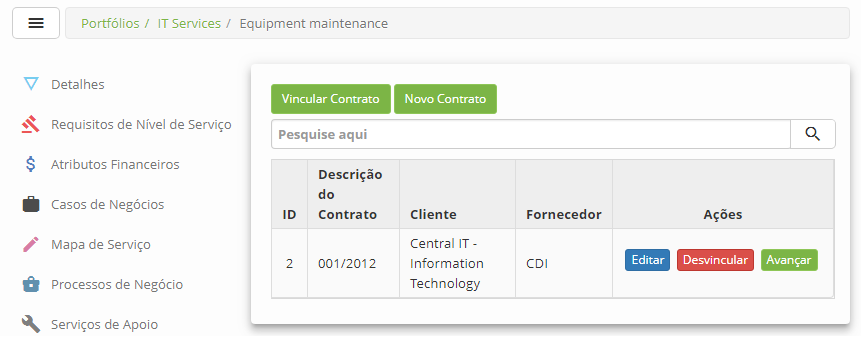 Portfólios / IT Services / Equipment maintenance
Detalhes
Requisitos de Nível de Serviço
Atributos Financeiros
Casos de Negócios
Mapa de Serviço
Processos de Negócio
Serviços de Apoio
Vincular Contrato Novo Contrato
Pesquise aqui
ID Descrição do Contrato Cliente Fornecedor Ações
2 001/2012 Central IT - Information Technology CDI Editar Desvincular Avançar